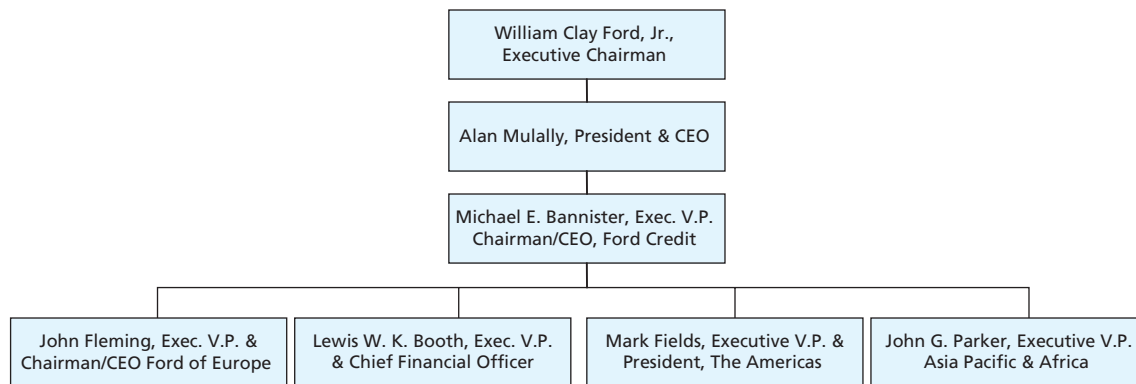 William Clay Ford, Jr.,
Executive Chairman
Alan Mulally, President & CEO
Michael E. Bannister, Exec. V.P.
Chairman/CEO, Ford Credit
John Fleming, Exec. V.P. &
Chairman/CEO Ford of Europe
Lewis W. K. Booth, Exec. V.P.
& Chief Financial Officer
Mark Fields, Executive V.P. &
President, The Americas
John G. Parker, Executive V.P.
Asia Pacific & Africa